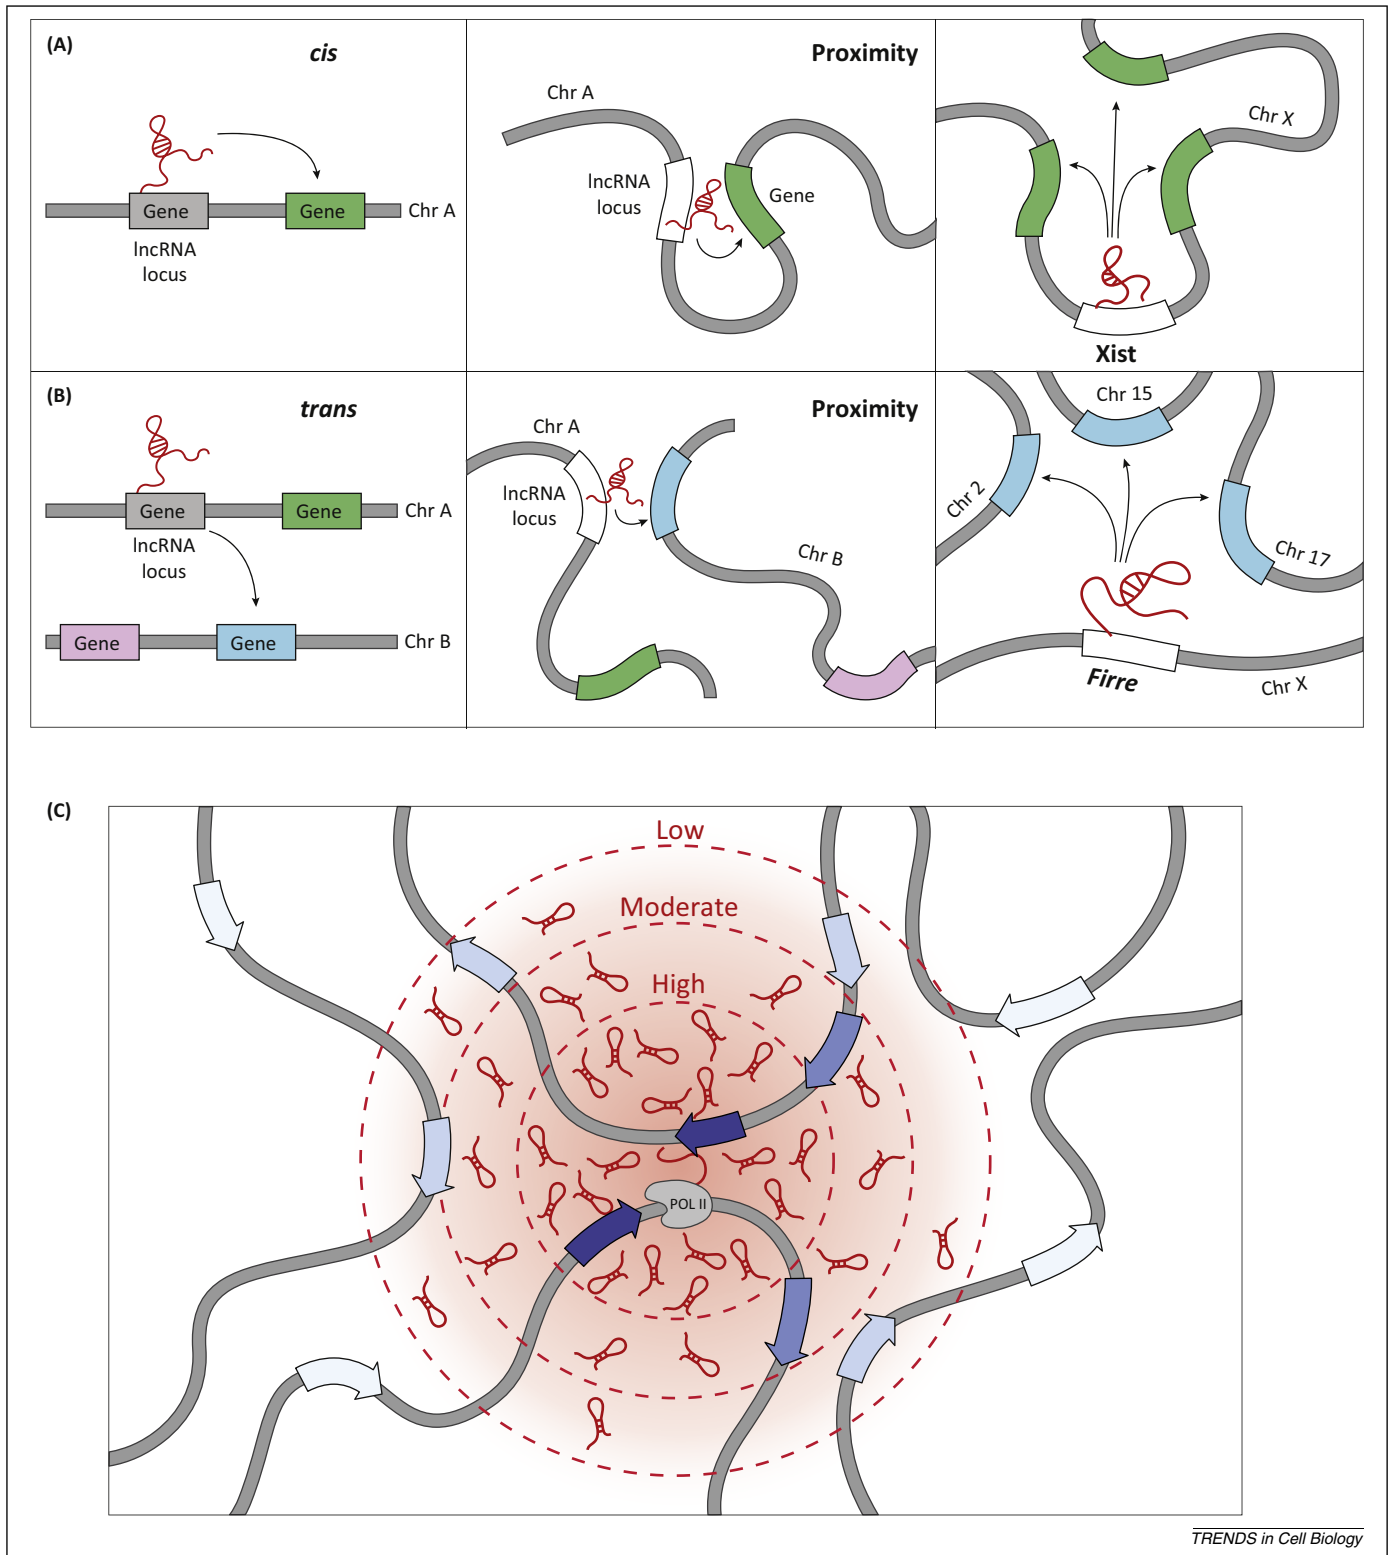 (A)
cis
Gene
Gene
Chr A
lncRNA
locus
Proximity
Chr A
lncRNA
locus
Gene
Chr X
Xist
(B)
trans
Gene
Gene
Chr A
lncRNA
locus
Gene
Gene
Chr B
Proximity
Chr A
lncRNA
locus
Chr B
Chr 15
Chr 2
Chr 17
Firre
Chr X
(C)
Low
Moderate
High
POL II
TRENDS in Cell Biology